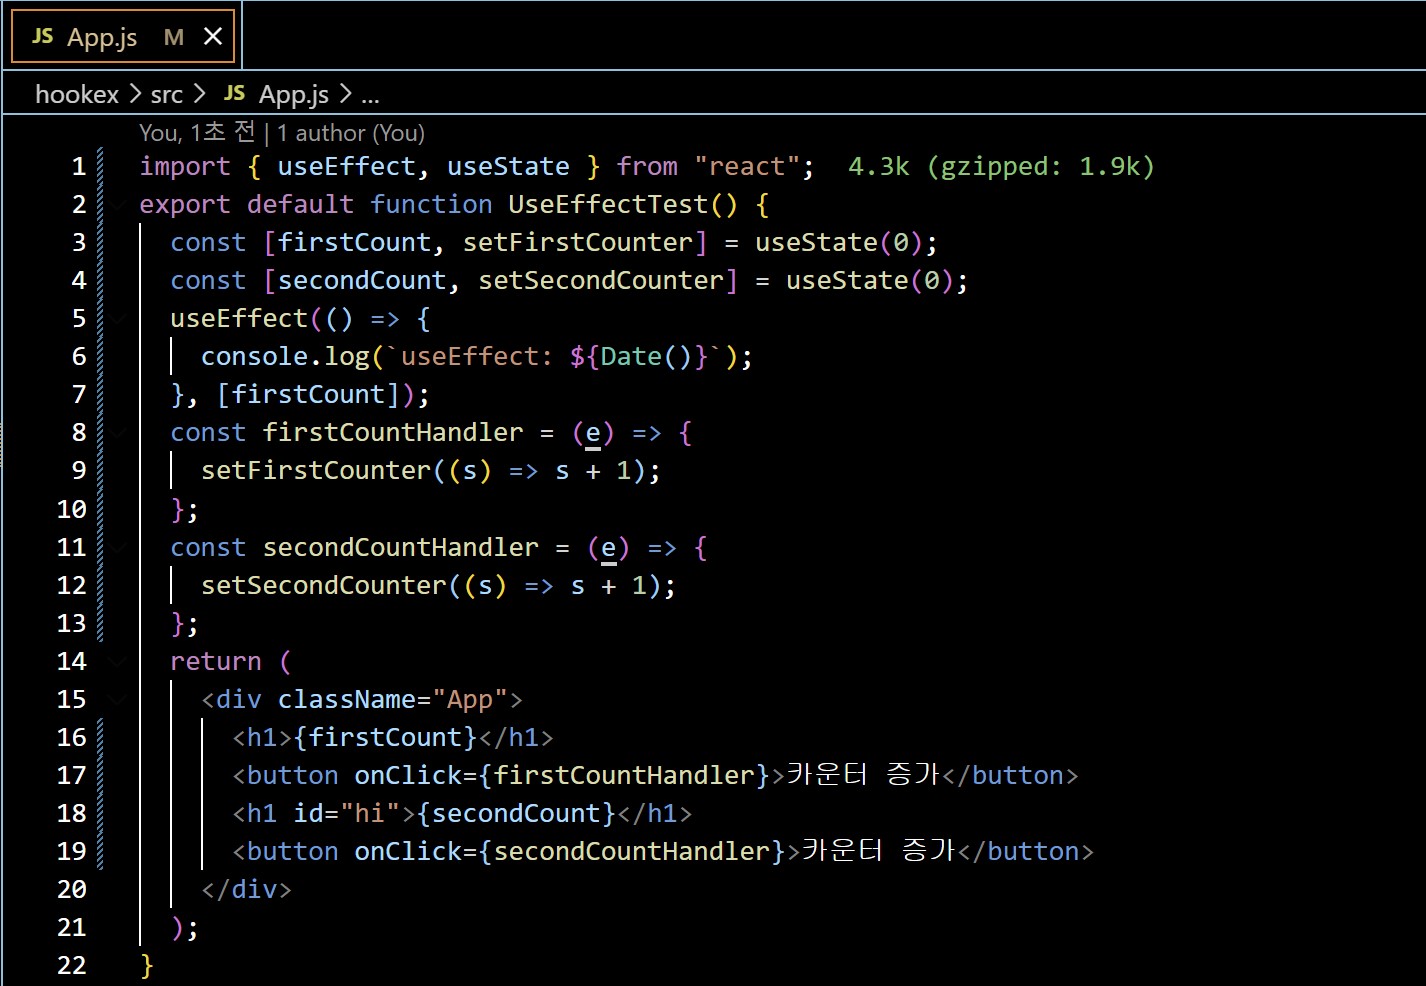 JS App.js M ✕
hookex > src > JS App.js > ...
You, 1초 전 | 1 author (You)
1 import { useEffect, useState } from "react"; 4.3k (gzipped: 1.9k)
2 export default function UseEffectTest() {
3 const [firstCount, setFirstCounter] = useState(0);
4 const [secondCount, setSecondCounter] = useState(0);
5 useEffect(() => {
6 console.log(`useEffect: ${Date()}`);
7 }, [firstCount]);
8 const firstCountHandler = (e) => {
9 setFirstCounter((s) => s + 1);
10 };
11 const secondCountHandler = (e) => {
12 setSecondCounter((s) => s + 1);
13 };
14 return (
15 <div className="App">
16 <h1>{firstCount}</h1>
17 <button onClick={firstCountHandler}>카운터 증가</button>
18 <h1 id="hi">{secondCount}</h1>
19 <button onClick={secondCountHandler}>카운터 증가</button>
20 </div>
21 );
22 }